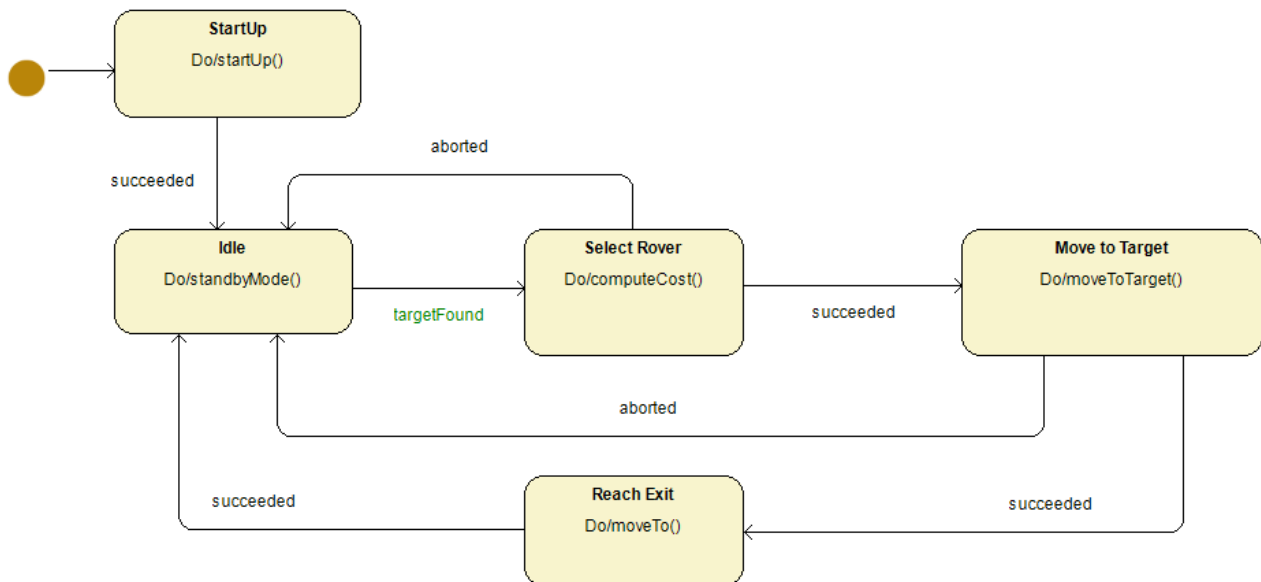 StartUp
Do/startUp()
aborted
succeeded
Idle
Do/standbyMode()
Select Rover
Do/computeCost()
Move to Target
Do/moveToTarget()
targetFound
succeeded
aborted
succeeded
Reach Exit
Do/moveTo()
succeeded